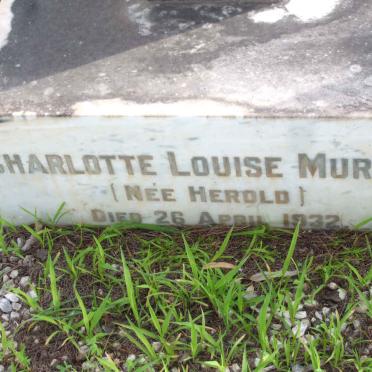 CHARLOTTE LOUISE MUR
(NÉE HEROLD)
DIED 26 APRIL 1932.